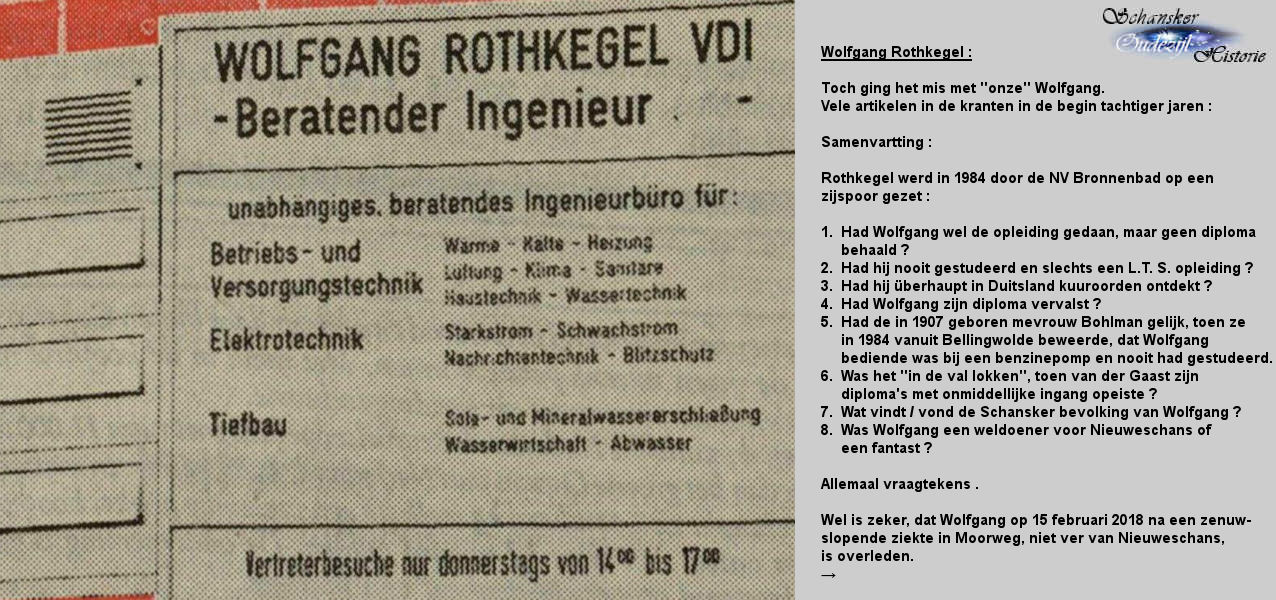 WOLFGANG ROTHKEGEL VDI
-Beratender Ingenieur -
unabhängiges, beratendes Ingenieurbüro für:
Betriebs- und
Versorgungstechnik
Wärme - Kälte - Heizung
Lüftung - Klima - Sanitäre
Haustechnik - Wassertechnik
Elektrotechnik
Starkstrom - Schwachstrom
Nachrichtentechnik - Blitzschutz
Tiefbau
Sole- und Mineralwassererschließung
Wasserwirtschaft - Abwasser
Vertreterbesuche nur donnerstags von 14⁰⁰ bis 17⁰⁰
Schansker
Oudezijl
Historie
Wolfgang Rothkegel :
Toch ging het mis met "onze" Wolfgang.
Vele artikelen in de kranten in de begin tachtiger jaren :
Samenvartting :
Rothkegel werd in 1984 door de NV Bronnenbad op een
zijspoor gezet :
1. Had Wolfgang wel de opleiding gedaan, maar geen diploma
behaald ?
2. Had hij nooit gestudeerd en slechts een L.T. S. opleiding ?
3. Had hij überhaupt in Duitsland kuuroorden ontdekt ?
4. Had Wolfgang zijn diploma vervalst ?
5. Had de in 1907 geboren mevrouw Bohlman gelijk, toen ze
in 1984 vanuit Bellingwolde beweerde, dat Wolfgang
bediende was bij een benzinepomp en nooit had gestudeerd.
6. Was het "in de val lokken", toen van der Gaast zijn
diploma's met onmiddellijke ingang opeiste ?
7. Wat vindt / vond de Schansker bevolking van Wolfgang ?
8. Was Wolfgang een weldoener voor Nieuweschans of
een fantast ?
Allemaal vraagtekens .
Wel is zeker, dat Wolfgang op 15 februari 2018 na een zenuw-
slopende ziekte in Moorweg, niet ver van Nieuweschans,
is overleden.
→